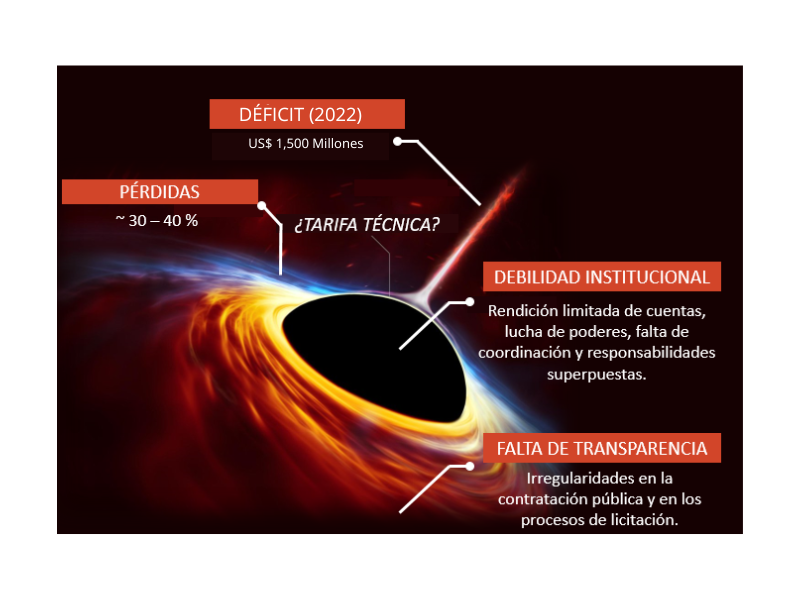 DÉFICIT (2022)
US$ 1,500 Millones
PÉRDIDAS
~ 30 – 40 %
¿TARIFA TÉCNICA?
DEBILIDAD INSTITUCIONAL
Rendición limitada de cuentas,
lucha de poderes, falta de
coordinación y responsabilidades
superpuestas.
FALTA DE TRANSPARENCIA
Irregularidades en la
contratación pública y en los
procesos de licitación.